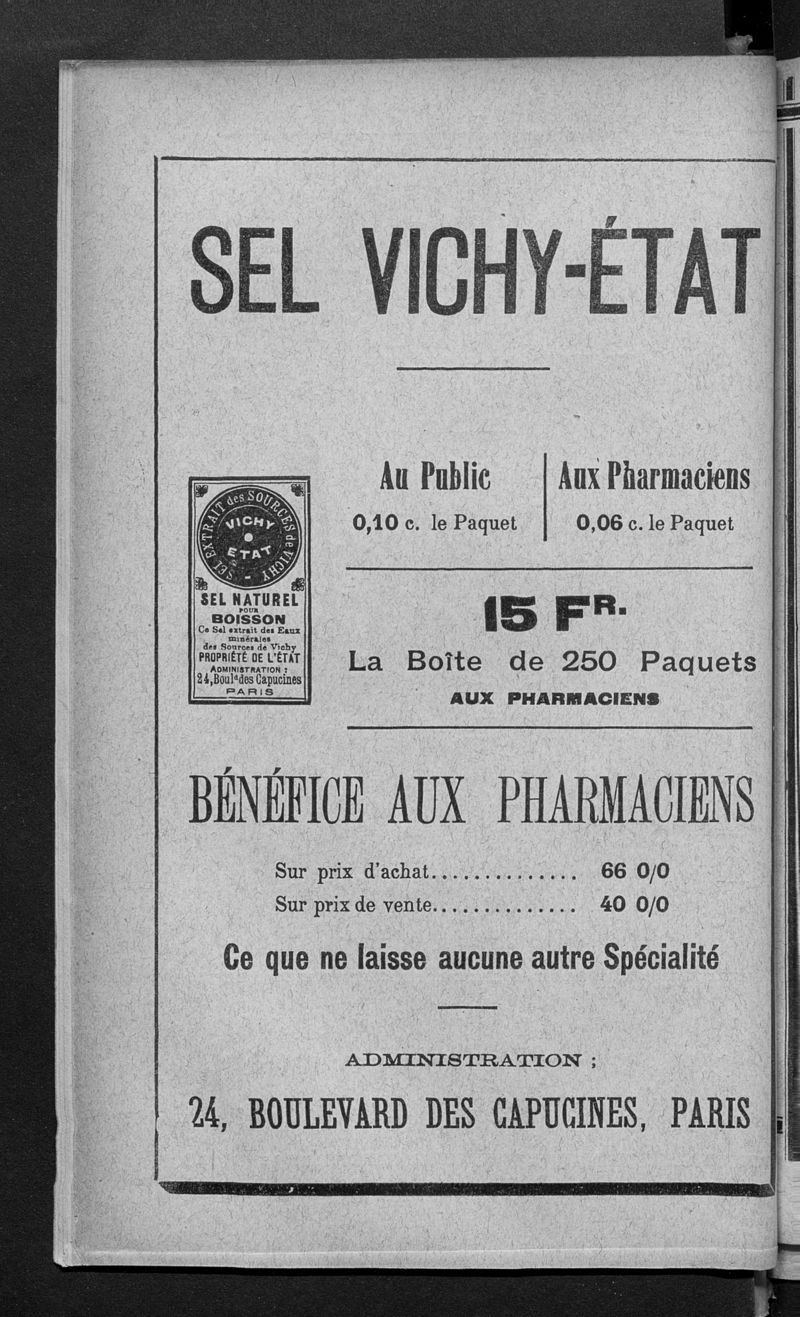 SEL VICHY-ÉTAT
SEL EXTRAIT des SOURCES de VICHY
VICHY
ETAT
SEL NATUREL
POUR
BOISSON
Ce Sel extrait des Eaux
minérales
des Sources de Vichy
PROPRIÉTÉ DE L'ÉTAT
ADMINISTRATION :
24, Boulᵈ des Capucines
PARIS
Au Public
0,10 c. le Paquet
Aux Pharmaciens
0,06 c. le Paquet
15 FR.
La Boîte de 250 Paquets
AUX PHARMACIENS
BÉNÉFICE AUX PHARMACIENS
Sur prix d'achat.............. 66 0/0
Sur prix de vente.............. 40 0/0
Ce que ne laisse aucune autre Spécialité
ADMINISTRATION ;
24, BOULEVARD DES CAPUCINES, PARIS